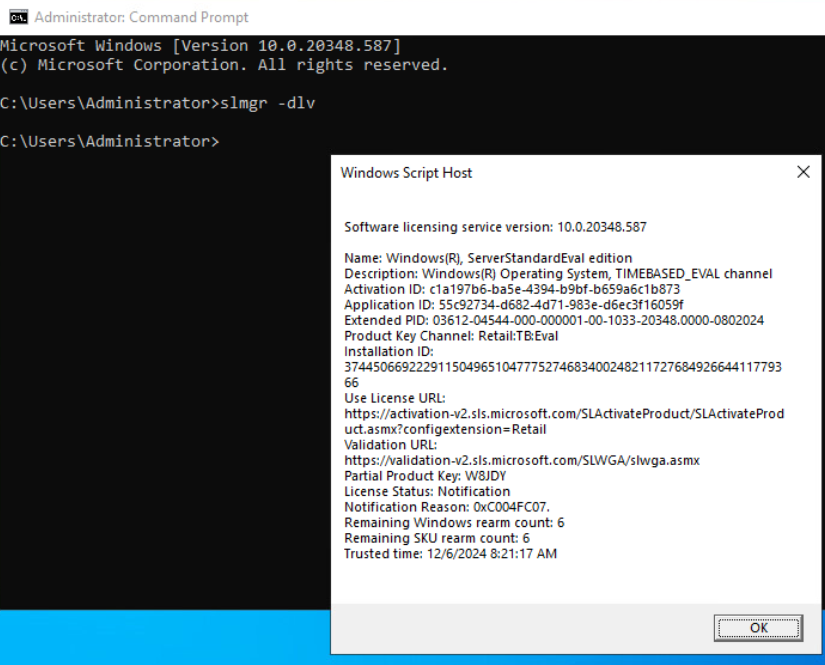 Administrator: Command Prompt
Microsoft Windows [Version 10.0.20348.587]
(c) Microsoft Corporation. All rights reserved.
C:\Users\Administrator>slmgr -dlv
C:\Users\Administrator>
Windows Script Host
Software licensing service version: 10.0.20348.587
Name: Windows(R), ServerStandardEval edition
Description: Windows(R) Operating System, TIMEBASED_EVAL channel
Activation ID: c1a197b6-ba5e-4394-b9bf-b659a6c1b873
Application ID: 55c92734-d682-4d71-983e-d6ec3f16059f
Extended PID: 03612-04544-000-000001-00-1033-20348.0000-0802024
Product Key Channel: Retail:TB:Eval
Installation ID:
374450669222911504965104777527468340024821172768492664411779​3
66
Use License URL:
https://activation-v2.sls.microsoft.com/SLActivateProduct/SLActivateProd
uct.asmx?configextension=Retail
Validation URL:
https://validation-v2.sls.microsoft.com/SLWGA/slwga.asmx
Partial Product Key: W8JDY
License Status: Notification
Notification Reason: 0xC004FC07.
Remaining Windows rearm count: 6
Remaining SKU rearm count: 6
Trusted time: 12/6/2024 8:21:17 AM
OK